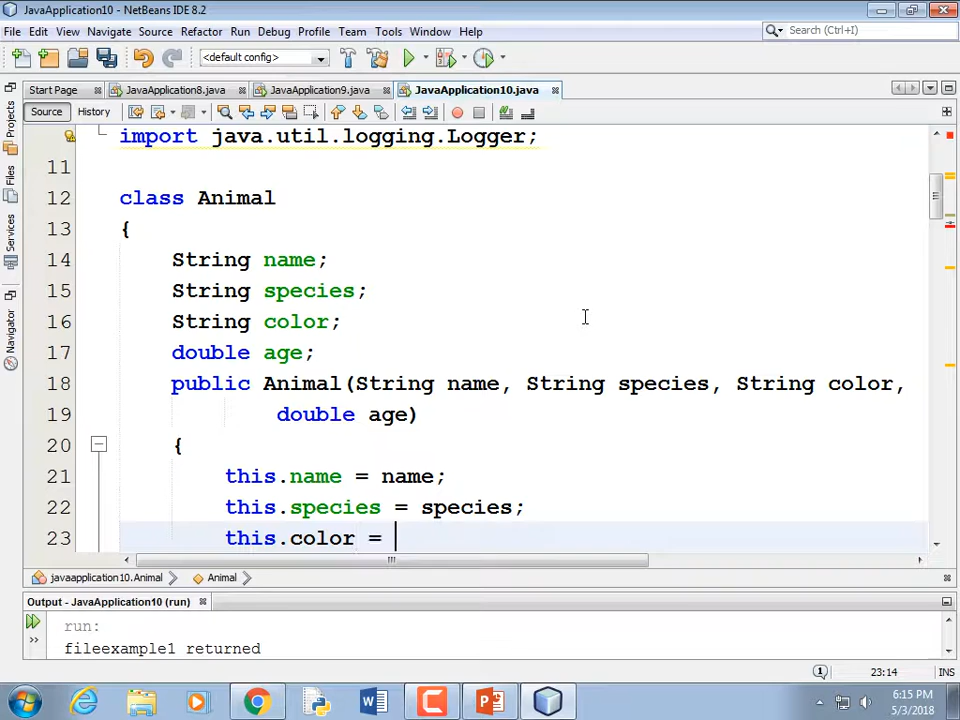 JavaApplication10 - NetBeans IDE 8.2
File Edit View Navigate Source Refactor Run Debug Profile Team Tools Window Help
Search (Ctrl+I)
<default config>
Start Page JavaApplication8.java JavaApplication9.java JavaApplication10.java
Source History
Projects
Files
Services
Navigator
import java.util.logging.Logger;
11
12 class Animal
13 {
14 String name;
15 String species;
16 String color;
17 double age;
18 public Animal(String name, String species, String color,
19 double age)
20 {
21 this.name = name;
22 this.species = species;
23 this.color =
javaapplication10.Animal Animal
Output - JavaApplication10 (run)
run:
fileexample1 returned
1 23:14 INS
6:15 PM
5/3/2018